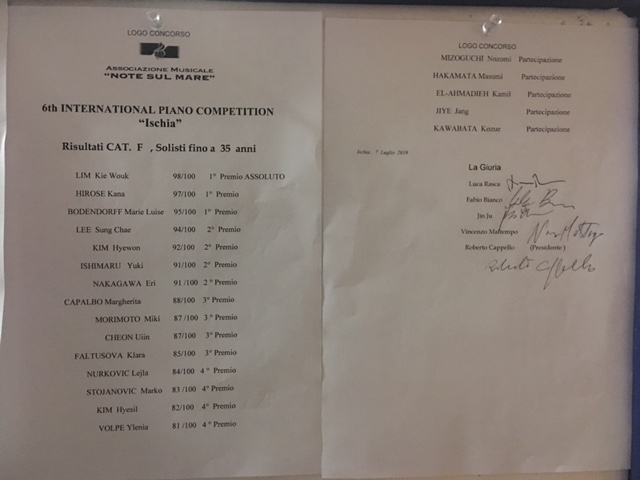 LOGO CONCORSO
ASSOCIAZIONE MUSICALE
"NOTE SUL MARE"
6th INTERNATIONAL PIANO COMPETITION
"Ischia"
Risultati CAT. F , Solisti fino a 35 anni
LIM Kie Wouk 98/100 1° Premio ASSOLUTO
HIROSE Kana 97/100 1° Premio
BODENDORFF Marie Luise 95/100 1° Premio
LEE Sung Chae 94/100 2° Premio
KIM Hyewon 92/100 2° Premio
ISHIMARU Yuki 91/100 2° Premio
NAKAGAWA Eri 91/100 2° Premio
CAPALBO Margherita 88/100 3° Premio
MORIMOTO Miki 87/100 3° Premio
CHEON Uiin 87/100 3° Premio
FALTUSOVA Klara 85/100 3° Premio
NURKOVIC Lejla 84/100 4° Premio
STOJANOVIC Marko 83/100 4° Premio
KIM Hyesil 82/100 4° Premio
VOLPE Ylenia 81/100 4° Premio
LOGO CONCORSO
MIZOGUCHI Nozomi Partecipazione
HAKAMATA Masumi Partecipazione
EL-AHMADIEH Kamil Partecipazione
JIYE Jang Partecipazione
KAWABATA Kozue Partecipazione
Ischia, 7 Luglio 2019
La Giuria
Luca Rasca
Fabio Bianco
Jin Ju
Vincenzo Maltempo
Roberto Cappello (Presidente)
Roberto Cappello